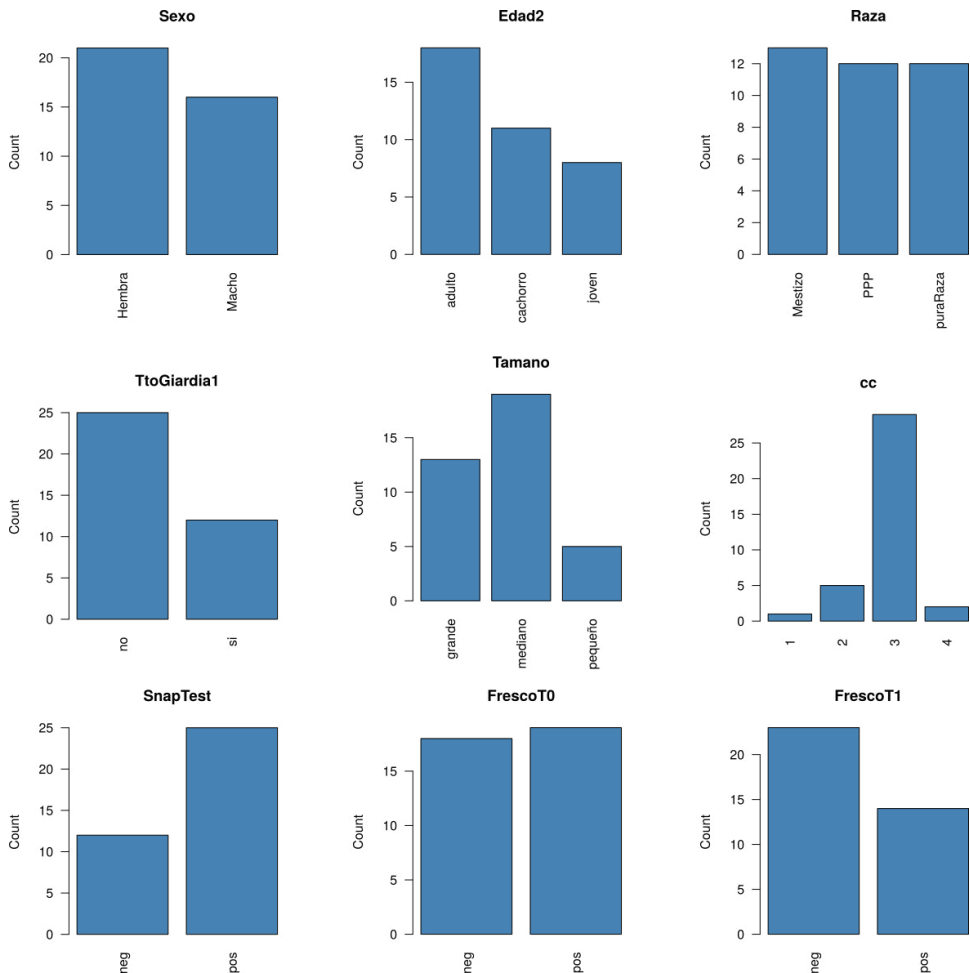 Sexo
Count
20
15
10
5
0
Hembra
Macho
Edad2
Count
15
10
5
0
adulto
cachorro
joven
Raza
Count
12
10
8
6
4
2
0
Mestizo
PPP
puraRaza
TtoGiardia1
Count
25
20
15
10
5
0
no
si
Tamano
Count
15
10
5
0
grande
mediano
pequeño
cc
Count
25
20
15
10
5
0
1
2
3
4
SnapTest
Count
25
20
15
10
5
0
neg
pos
FrescoT0
Count
15
10
5
0
neg
pos
FrescoT1
Count
20
15
10
5
0
neg
pos